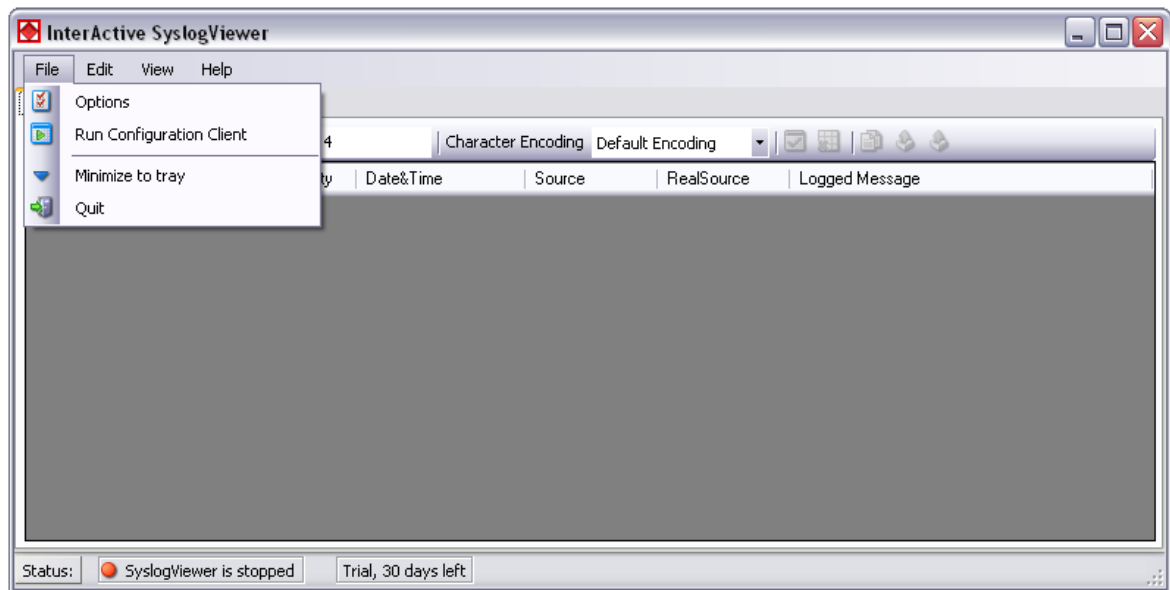 InterActive SyslogViewer
File Edit View Help
Options
Run Configuration Client
Minimize to tray
Quit
4 Character Encoding Default Encoding
ty Date&Time Source RealSource Logged Message
Status: SyslogViewer is stopped Trial, 30 days left